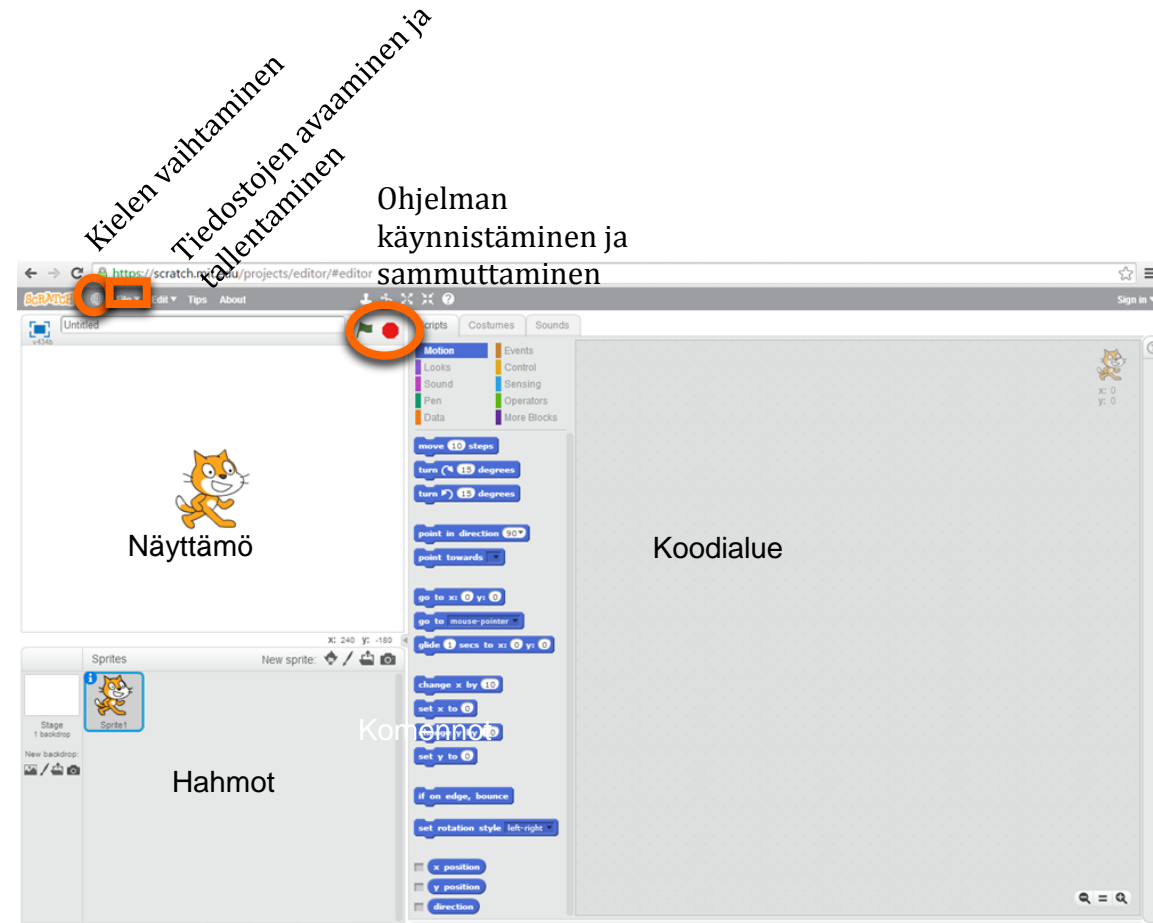 Kielen vaihtaminen
Tiedostojen avaaminen ja
tallentaminen
Ohjelman
käynnistäminen ja
sammuttaminen
https://scratch.mit.edu/projects/editor/#editor
SCRATCH
File
Edit
Tips
About
Sign in
Untitled
v434b
Scripts
Costumes
Sounds
Motion
Events
Looks
Control
Sound
Sensing
Pen
Operators
Data
More Blocks
x: 0
y: 0
move 10 steps
turn 15 degrees
turn 15 degrees
point in direction 90
point towards
go to x: 0 y: 0
go to mouse-pointer
glide 1 secs to x: 0 y: 0
change x by 10
set x to 0
set y to 0
if on edge, bounce
set rotation style left-right
x position
y position
direction
Näyttämö
Koodialue
x: 240 y: -180
Sprites
New sprite:
Stage
1 backdrop
Sprite1
New backdrop:
Komennot
Hahmot